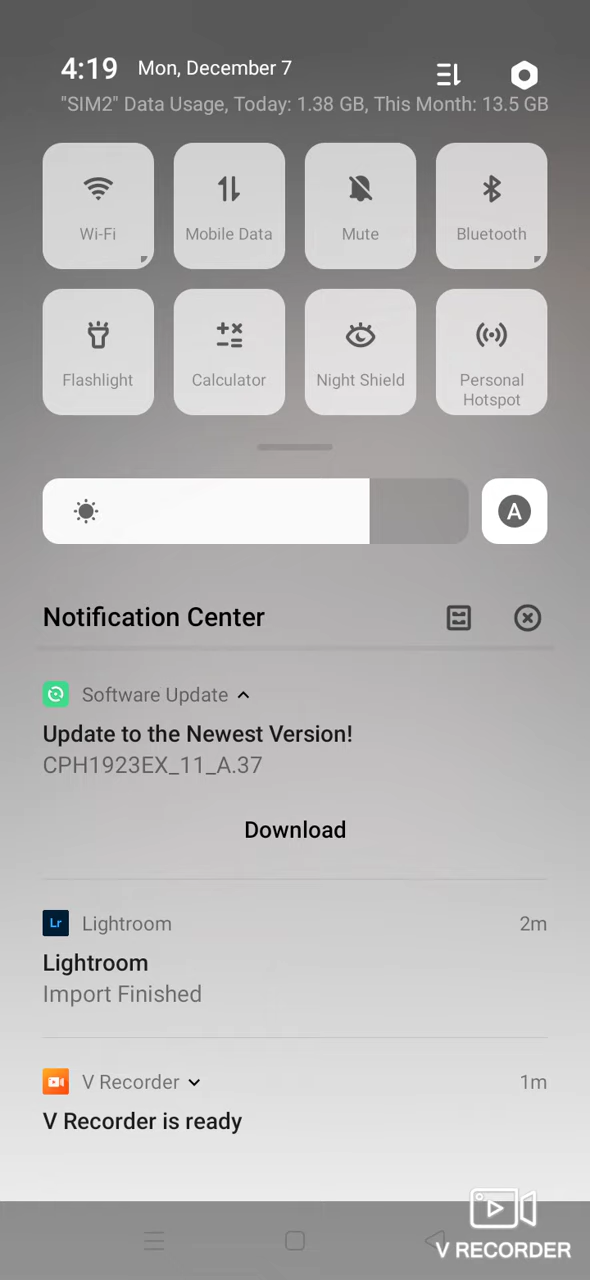 4:19 Mon, December 7
"SIM2" Data Usage, Today: 1.38 GB, This Month: 13.5 GB
Wi-Fi Mobile Data Mute Bluetooth
Flashlight Calculator Night Shield Personal
Hotspot
A
Notification Center
Software Update
Update to the Newest Version!
CPH1923EX_11_A.37
Download
Lr Lightroom 2m
Lightroom
Import Finished
V Recorder 1m
V Recorder is ready
V RECORDER